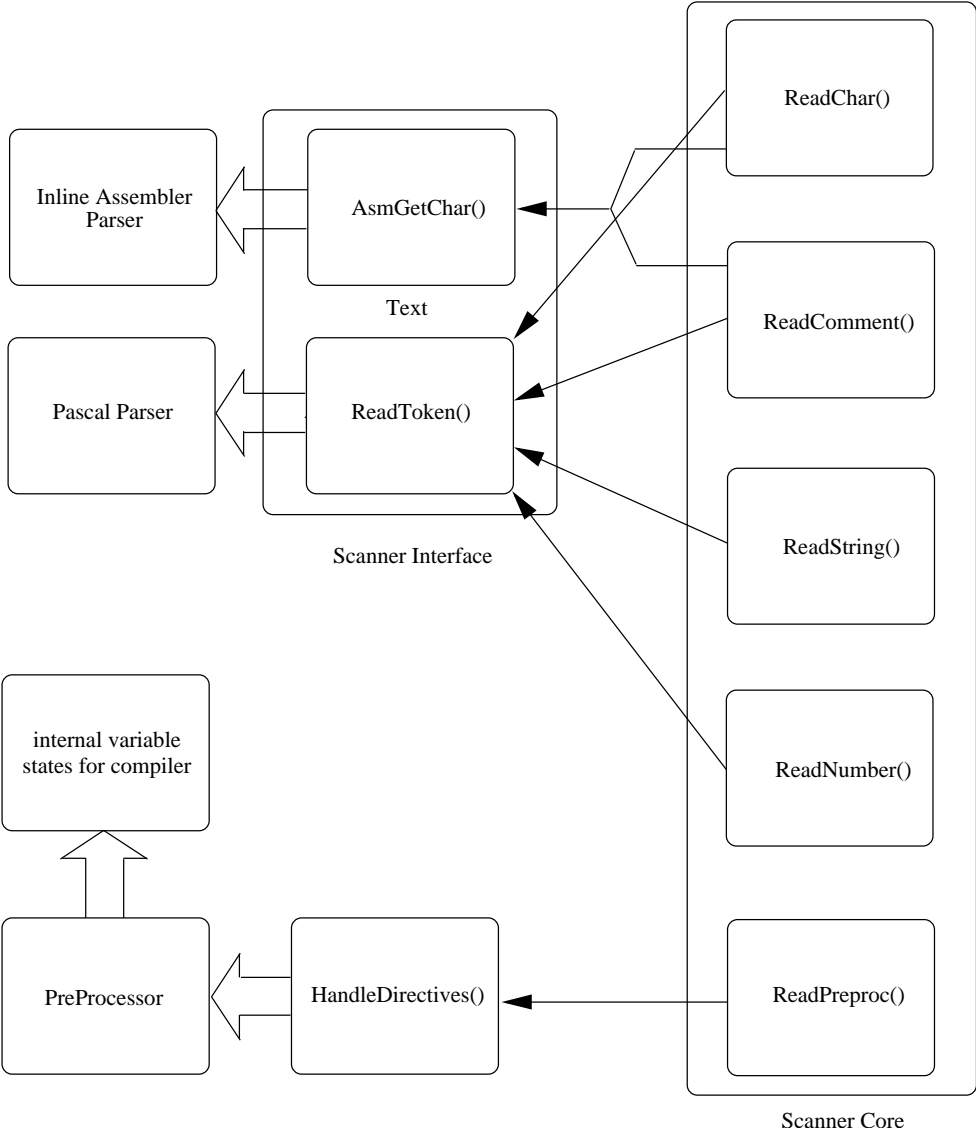 ReadChar()
Inline Assembler
Parser
AsmGetChar()
Text
ReadComment()
Pascal Parser
ReadToken()
Scanner Interface
ReadString()
internal variable
states for compiler
ReadNumber()
PreProcessor
HandleDirectives()
ReadPreproc()
Scanner Core